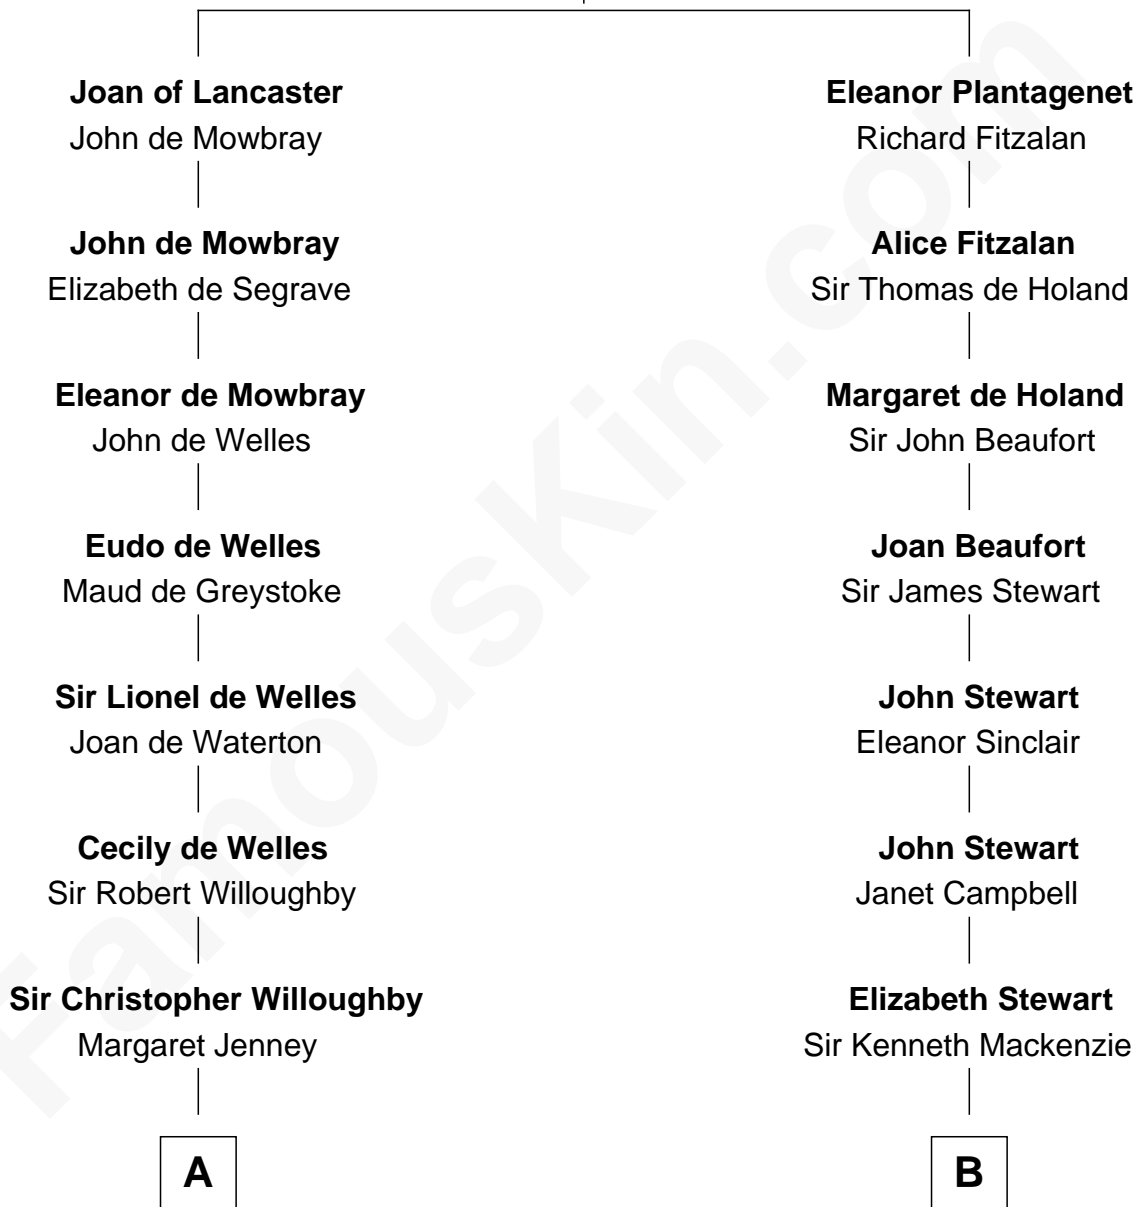 Joan of Lancaster
John de Mowbray
John de Mowbray
Elizabeth de Segrave
Eleanor de Mowbray
John de Welles
Eudo de Welles
Maud de Greystoke
Sir Lionel de Welles
Joan de Waterton
Cecily de Welles
Sir Robert Willoughby
Sir Christopher Willoughby
Margaret Jenney
A
Eleanor Plantagenet
Richard Fitzalan
Alice Fitzalan
Sir Thomas de Holand
Margaret de Holand
Sir John Beaufort
Joan Beaufort
Sir James Stewart
John Stewart
Eleanor Sinclair
John Stewart
Janet Campbell
Elizabeth Stewart
Sir Kenneth Mackenzie
B
FamousKin.com